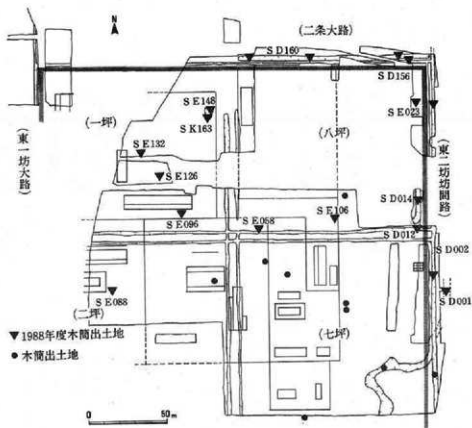 N
(二条大路)
SD160
SD156
SE148
SK163
SE023
(一坪)
(八坪)
SE132
SE126
(東一坊大路)
(東二坊坊間路)
SD014
SE096
SE058
SE106
SD012
SD002
SD001
SE088
(二坪)
(七坪)
▼1988年度木簡出土地
●木簡出土地
0 50m